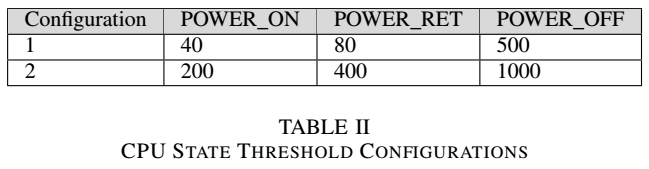 Configuration POWER_ON POWER_RET POWER_OFF
1 40 80 500
2 200 400 1000
TABLE II
CPU STATE THRESHOLD CONFIGURATIONS